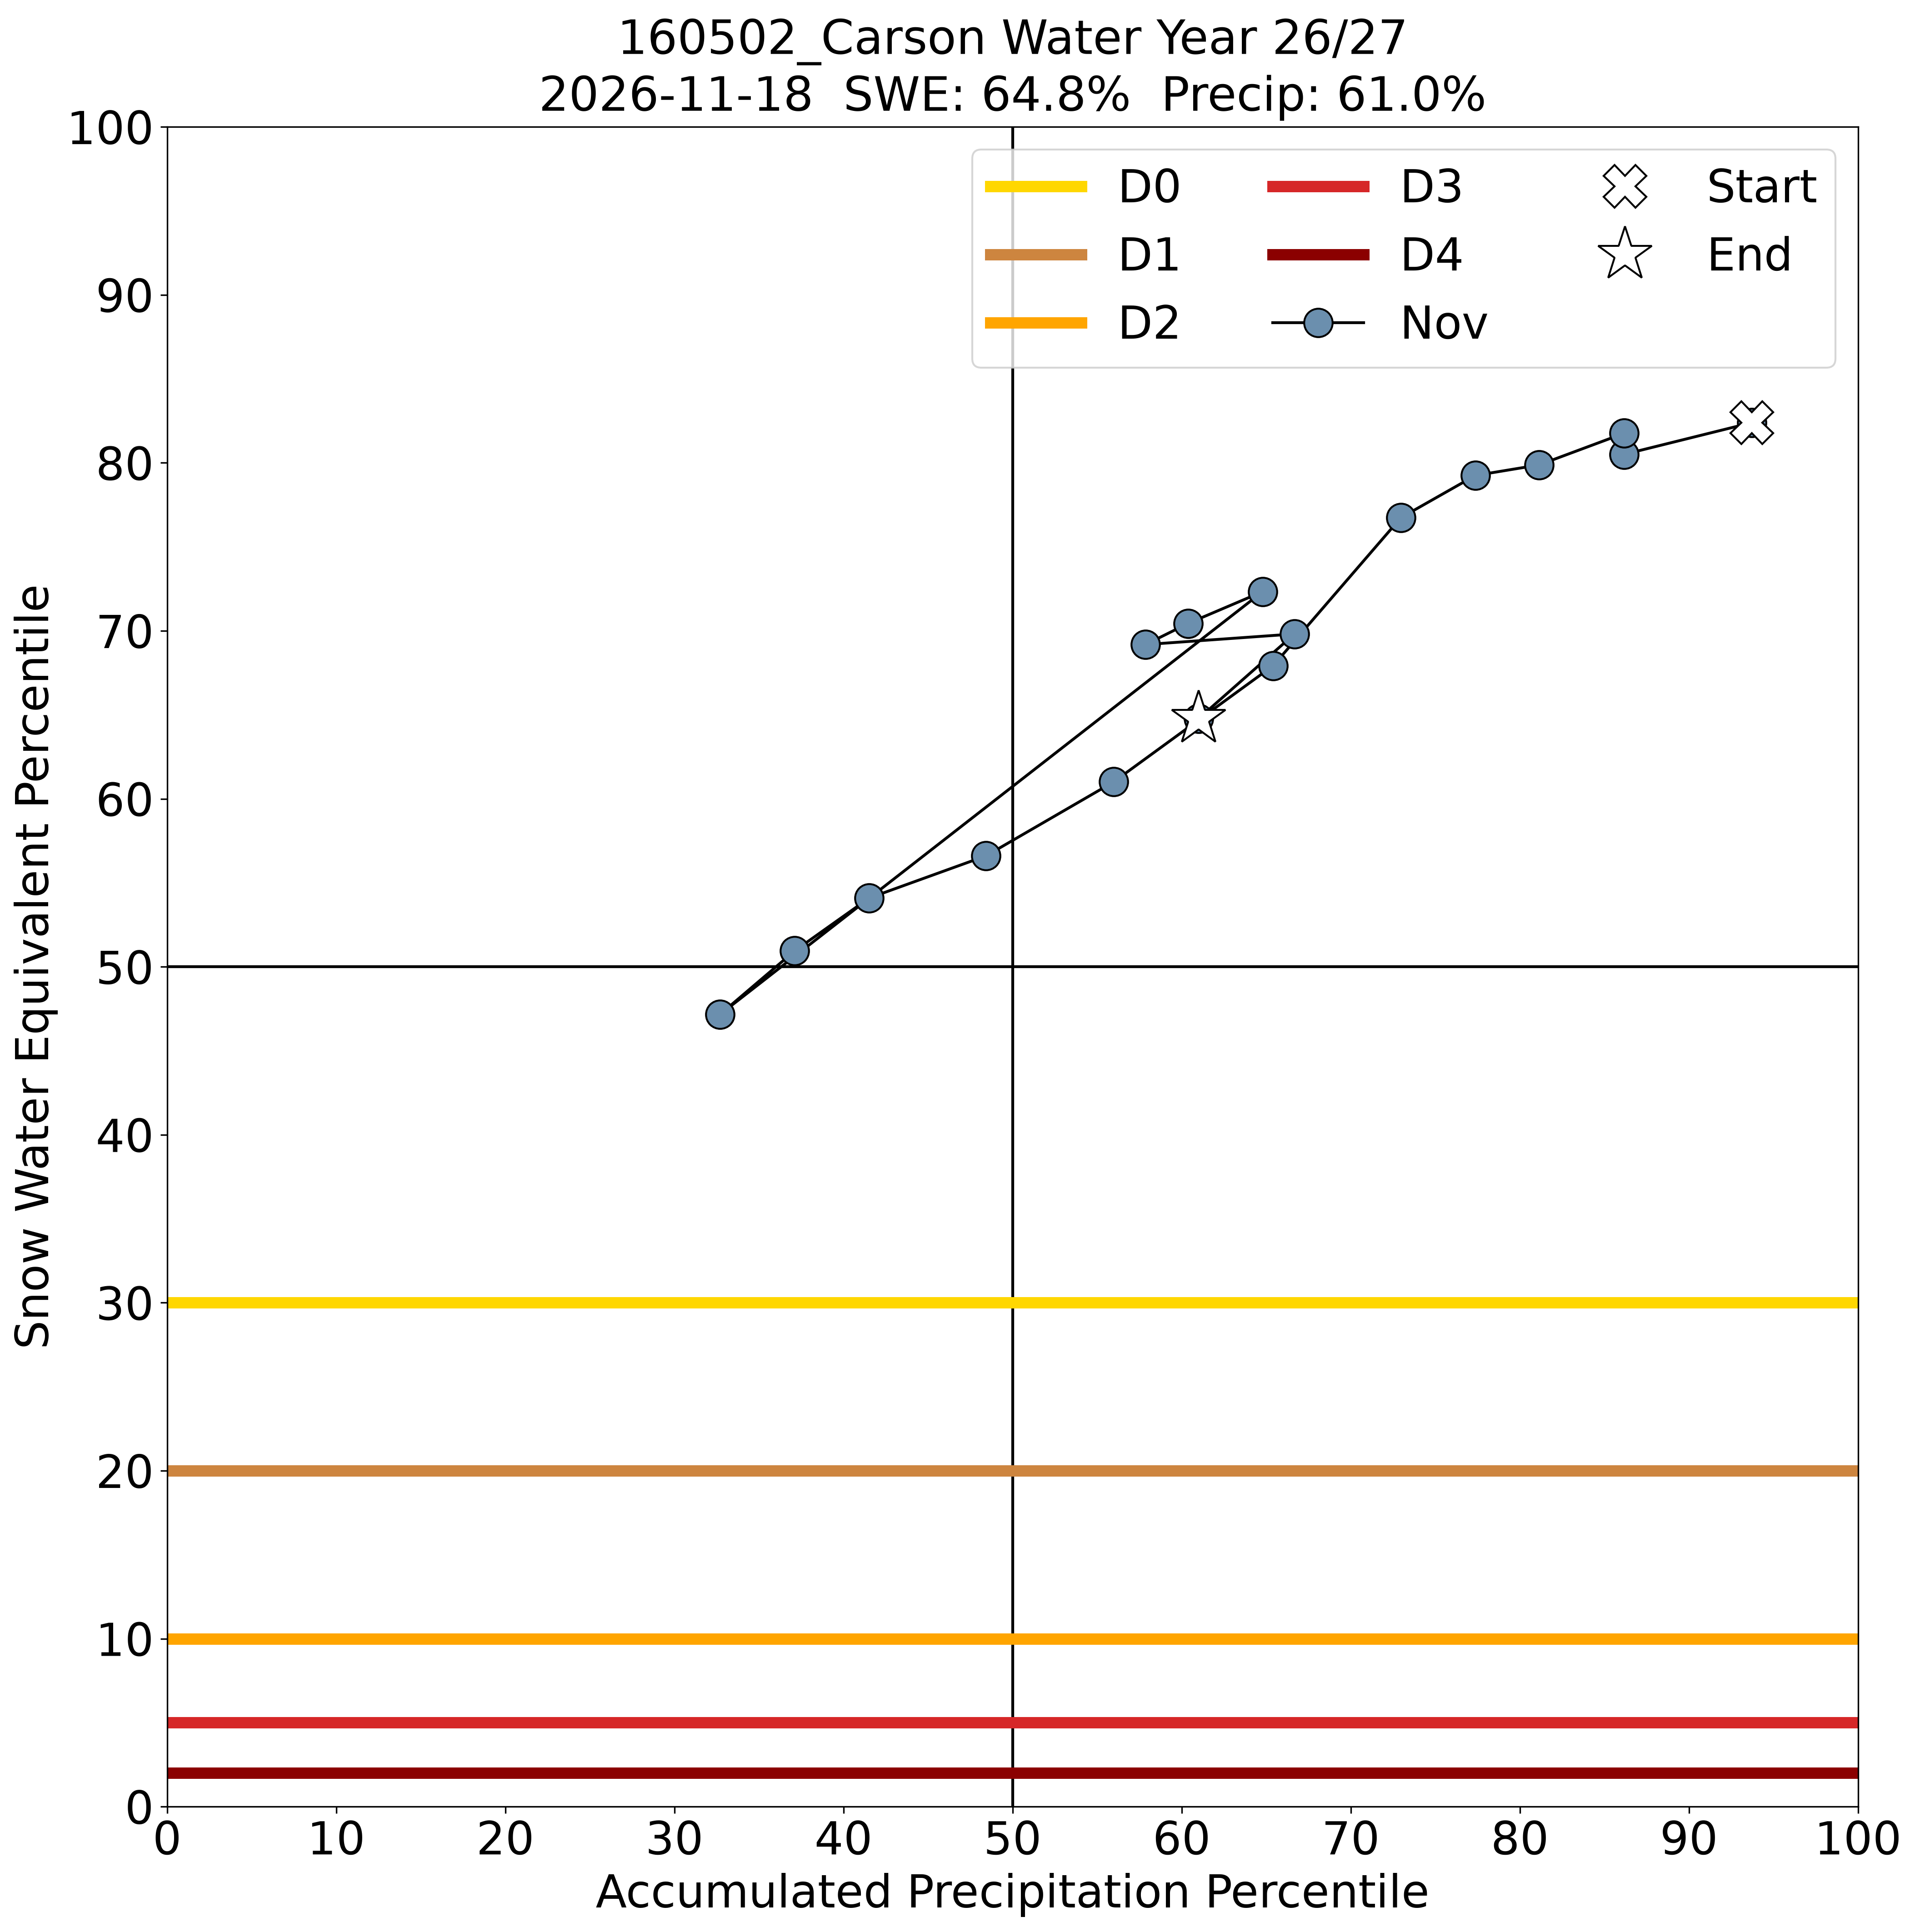 160502_Carson Water Year 26/27
2026-11-18  SWE: 64.8%  Precip: 61.0%
D0
D1
D2
D3
D4
Nov
Start
End
Snow Water Equivalent Percentile
100
90
80
70
60
50
40
30
20
10
0
0 10 20 30 40 50 60 70 80 90 100
Accumulated Precipitation Percentile